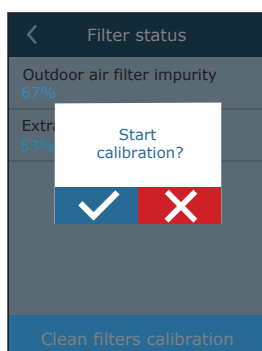 Filter status
Outdoor air filter impurity
67%
Extra
53%
Start
calibration?
Clean filters calibration